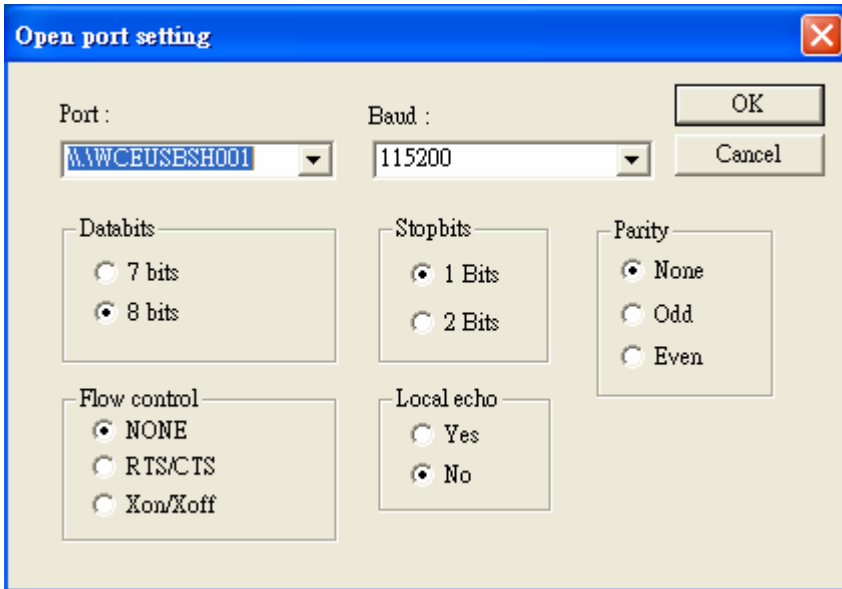 Open port setting
Port :
Baud :
OK
\\.\WCEUSBSH001
115200
Cancel
Databits
7 bits
8 bits
Stopbits
1 Bits
2 Bits
Parity
None
Odd
Even
Flow control
NONE
RTS/CTS
Xon/Xoff
Local echo
Yes
No